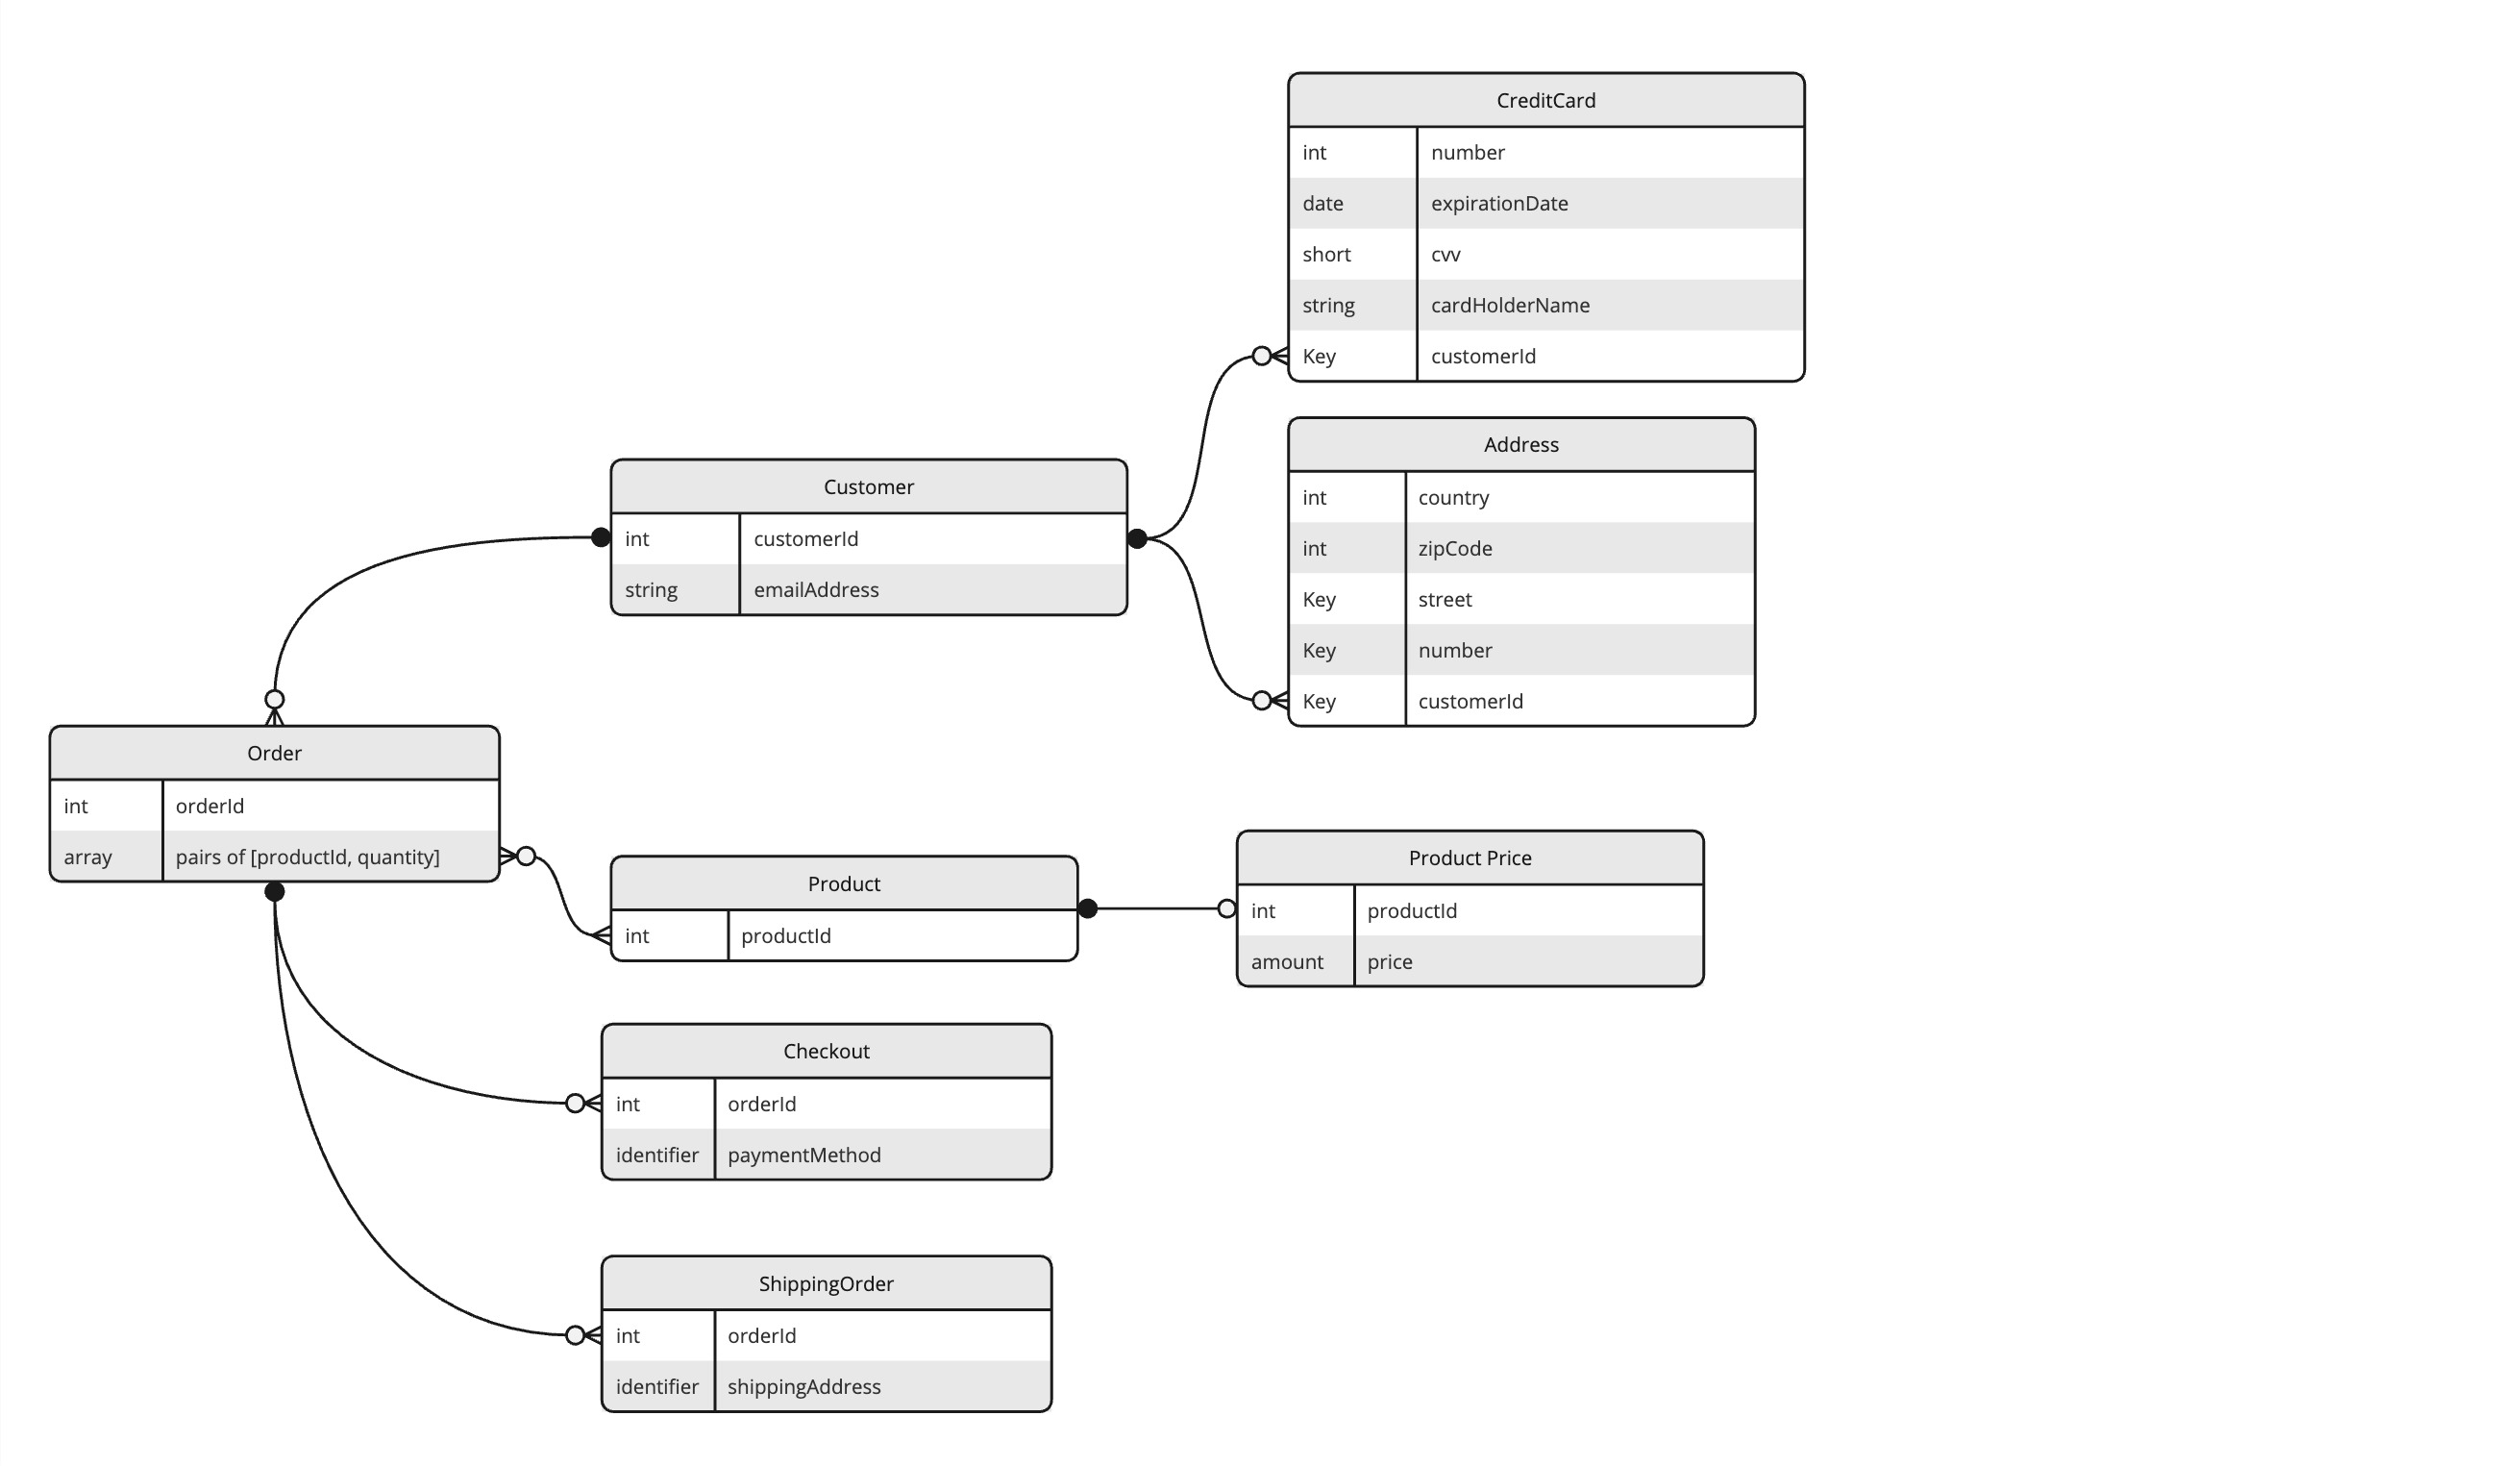 CreditCard
int number
date expirationDate
short cvv
string cardHolderName
Key customerId
Address
int country
int zipCode
Key street
Key number
Key customerId
Customer
int customerId
string emailAddress
Order
int orderId
array pairs of [productId, quantity]
Product
int productId
Product Price
int productId
amount price
Checkout
int orderId
identifier paymentMethod
ShippingOrder
int orderId
identifier shippingAddress